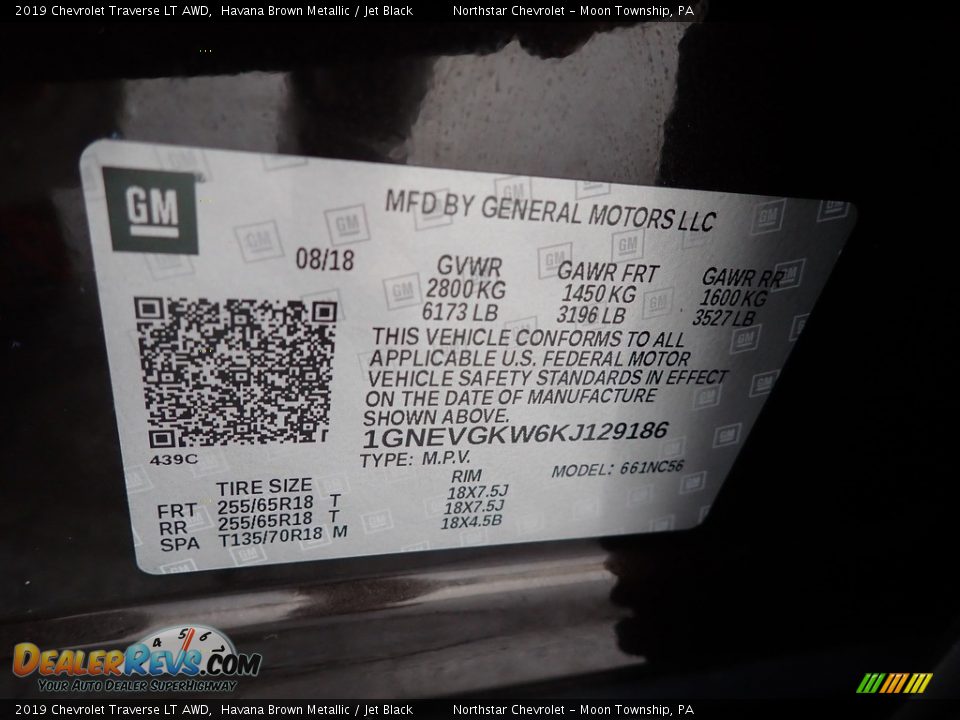 2019 Chevrolet Traverse LT AWD, Havana Brown Metallic / Jet Black Northstar Chevrolet - Moon Township, PA
GM
MFD BY GENERAL MOTORS LLC
08/18 GVWR GAWR FRT GAWR RR
2800 KG 1450 KG 1600 KG
6173 LB 3196 LB 3527 LB
THIS VEHICLE CONFORMS TO ALL
APPLICABLE U.S. FEDERAL MOTOR
VEHICLE SAFETY STANDARDS IN EFFECT
ON THE DATE OF MANUFACTURE
SHOWN ABOVE.
1GNEVGKW6KJ129186
439C
TYPE: M.P.V. MODEL: 661NC56
TIRE SIZE RIM
FRT 255/65R18 T 18X7.5J
RR 255/65R18 T 18X7.5J
SPA T135/70R18 M 18X4.5B
4 5 6
DEALERREVS.COM
YOUR AUTO DEALER SUPERHIGHWAY
2019 Chevrolet Traverse LT AWD, Havana Brown Metallic / Jet Black Northstar Chevrolet - Moon Township, PA